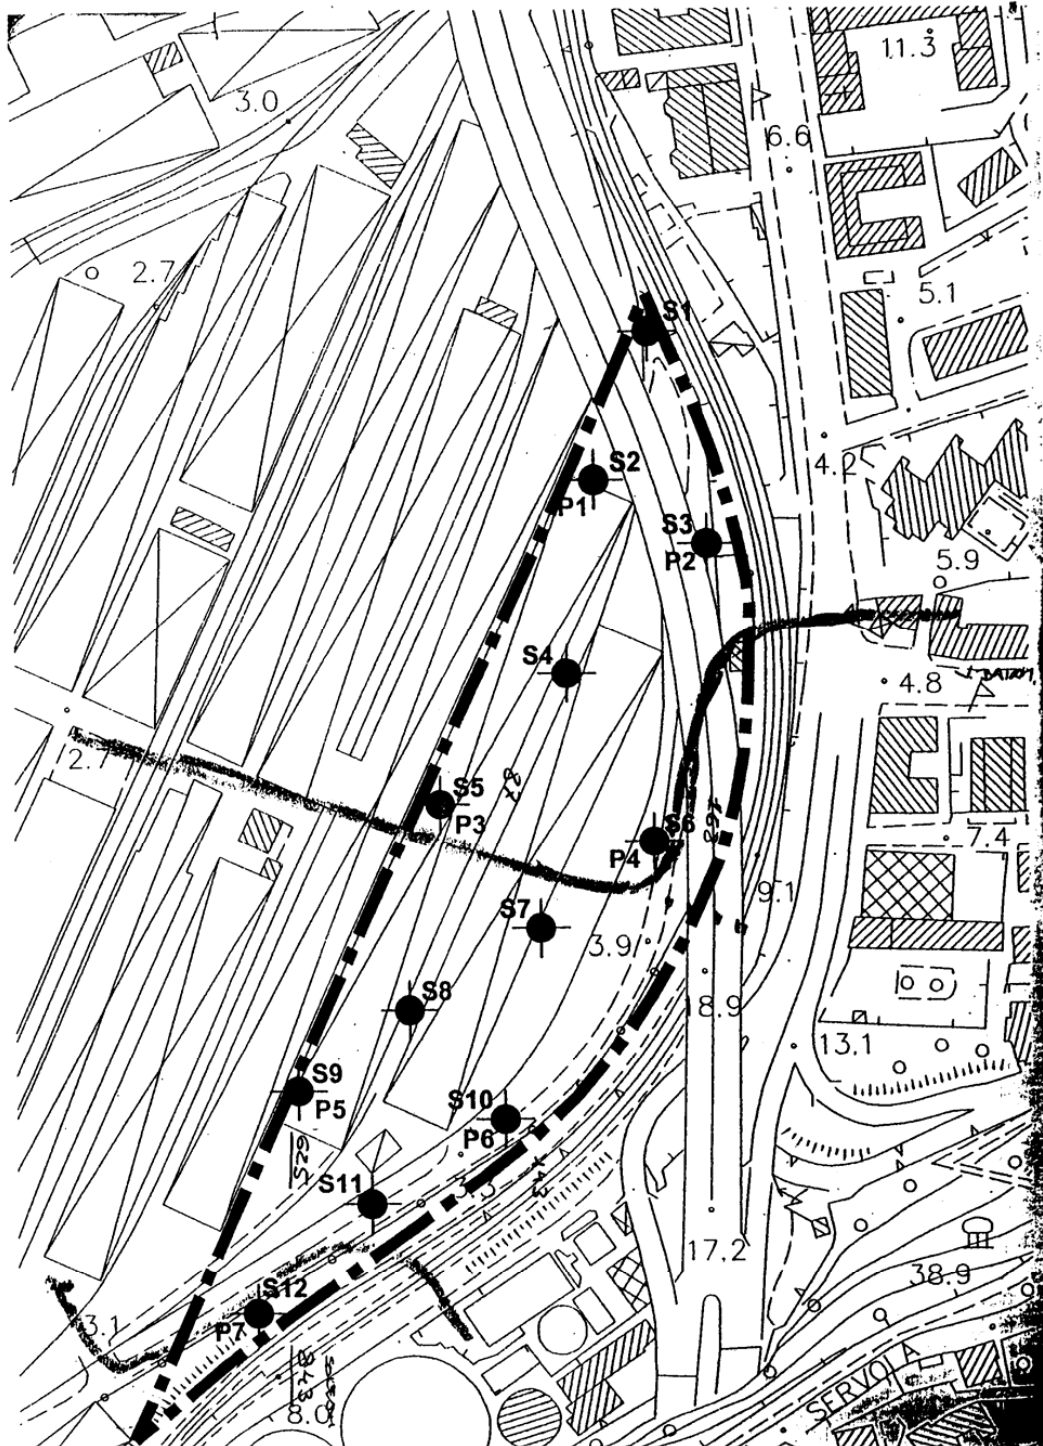 11.3
3.0
6.6
2.7
5.1
S1
4.2
S2
P1
S3
P2
5.9
S4
4.8
S5
P3
S6
P4
7.4
9.1
S7
3.9
S8
18.9
13.1
S9
P5
S10
P6
529
S11
17.2
38.9
S12
P7
3.1
843
8.0
SERVOLA